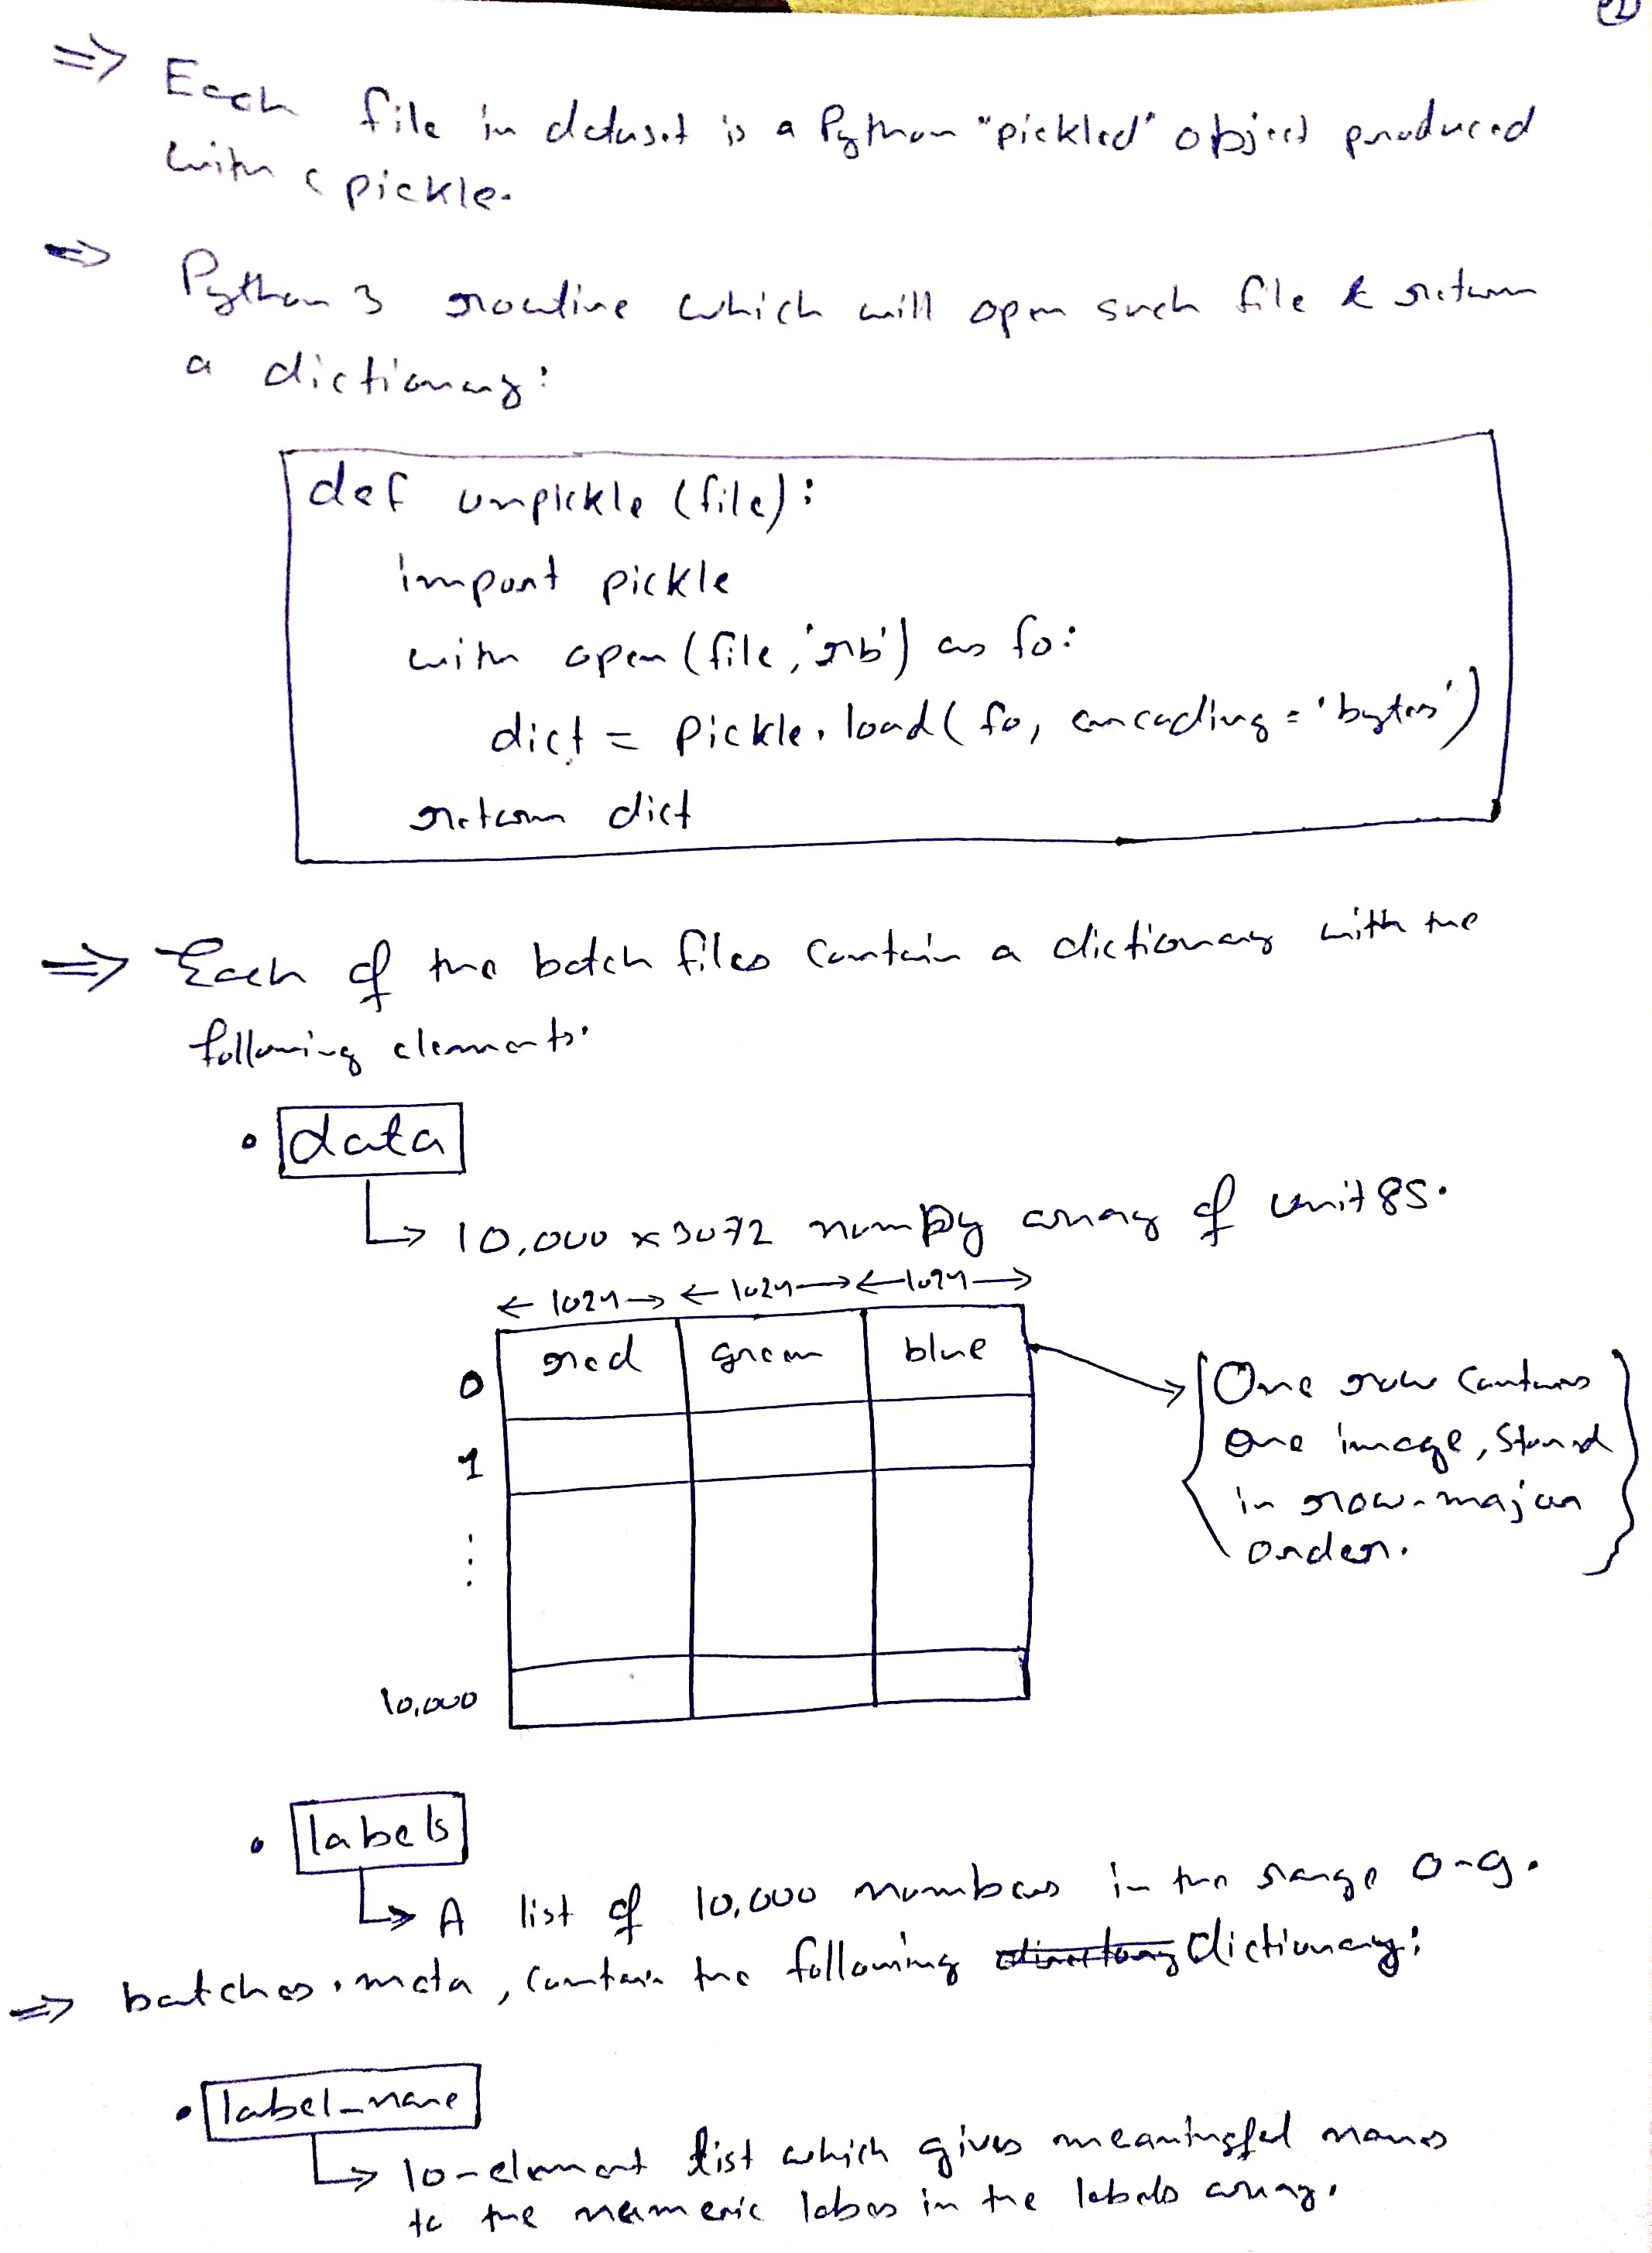 2
=> Each file in dataset is a Python "pickled" object produced
with cpickle.
=> Python 3 routine which will open such file & return
a dictionary:
def unpickle (file):
import pickle
with open (file, 'rb') as fo:
dict = pickle.load( fo, encoding = 'bytes')
return dict
=> Each of the batch files contain a dictionary with the
following elements.
• data
↳ 10,000 x 3072 numpy array of unit 8s.
← 1024 → ← 1024 → ← 1024 →
red green blue
0
1
⋮
10,000
One row contains
one image, stored
in row-major
order.
• labels
↳ A list of 10,000 numbers in the range 0-9.
=> batches.meta, contain the following directory dictionary:
• label_name
↳ 10-element list which gives meaningful names
to the numeric labes in the labels array.